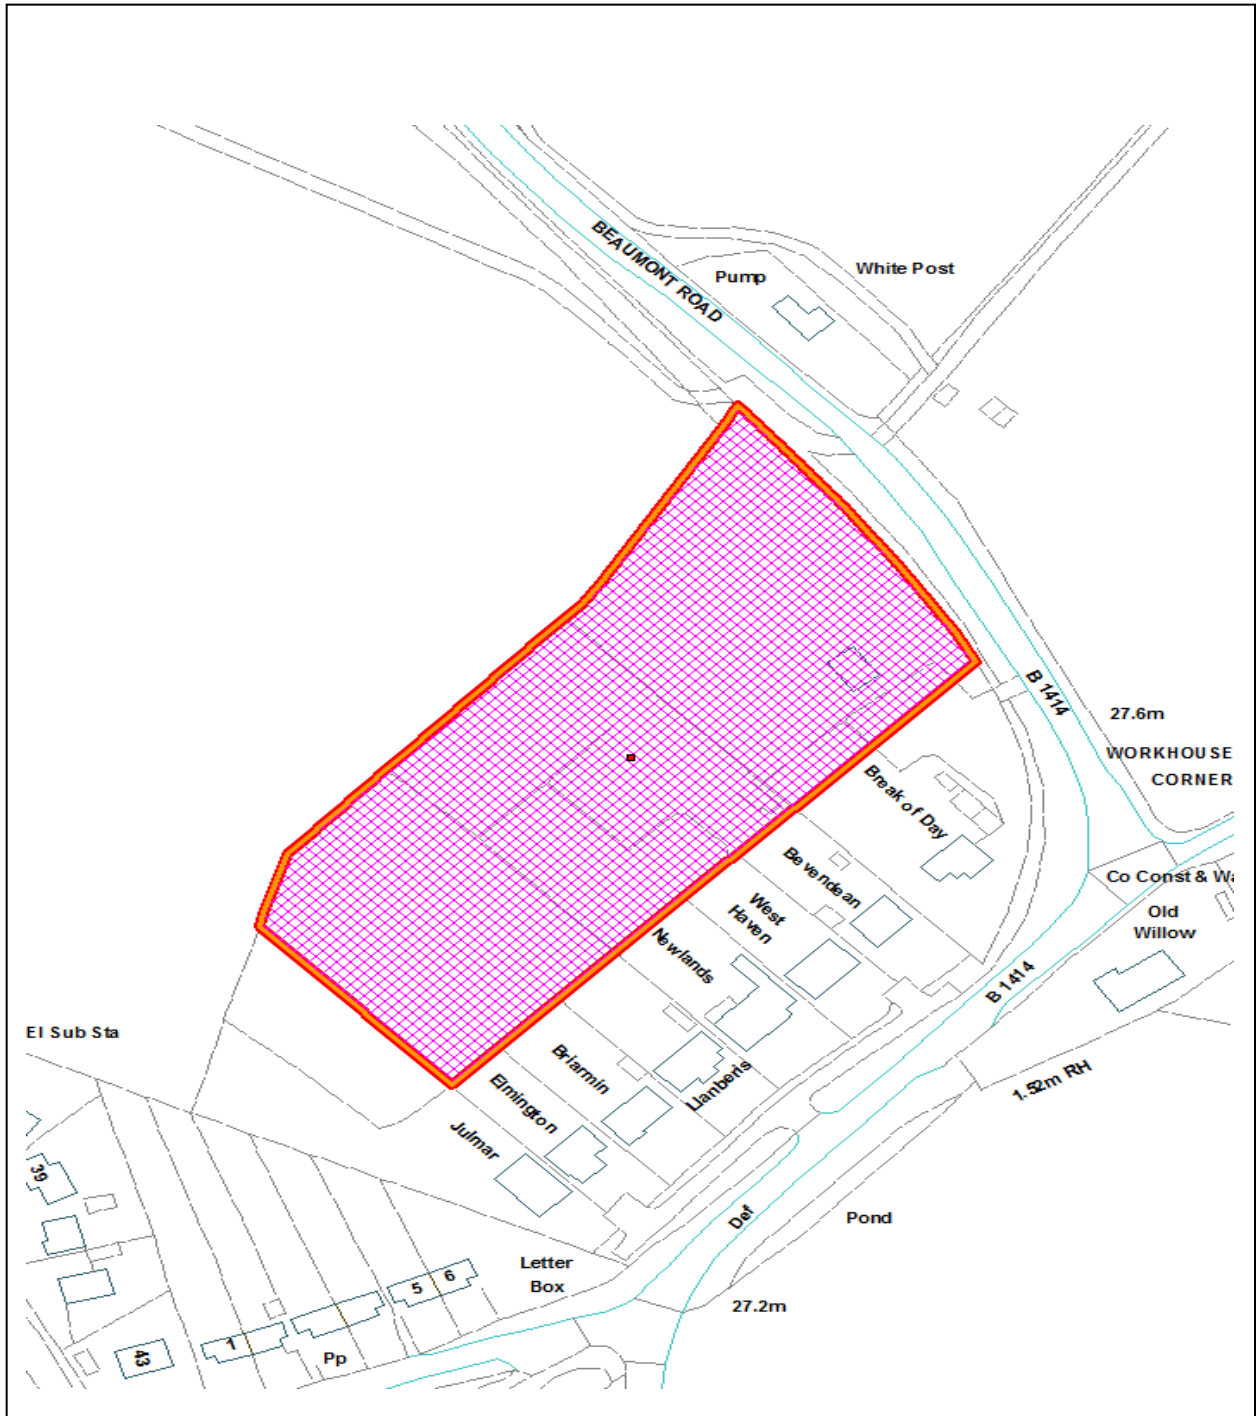 BEAUMONT ROAD
Pump
White Post
B 1414
27.6m
WORKHOUSE
CORNER
Break of Day
Bevendean
West
Haven
Newlands
Co Const & Wa
Old
Willow
B 1414
El Sub Sta
Briarmin
Llanberis
Elmington
Julmar
1.52m RH
39
Def
Pond
Letter
Box
5
6
27.2m
1
43
Pp